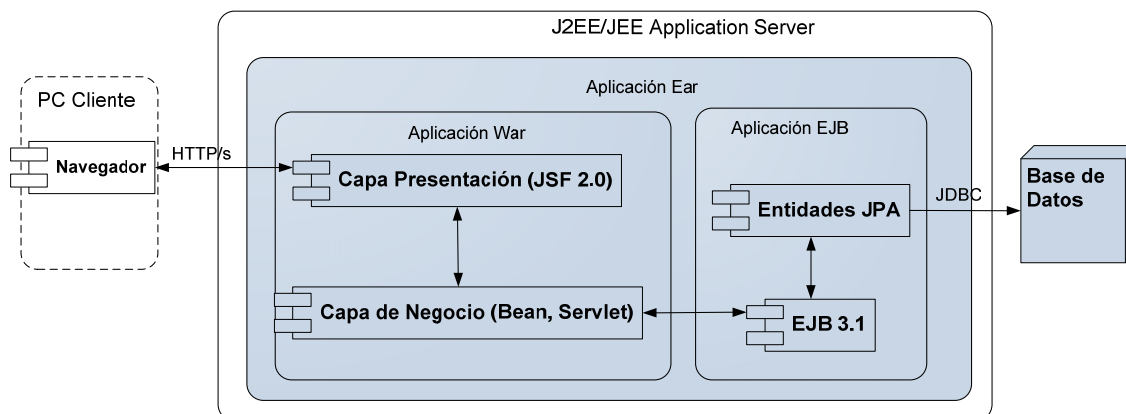 J2EE/JEE Application Server
Aplicación Ear
PC Cliente
Aplicación War
Aplicación EJB
Navegador
HTTP/s
Capa Presentación (JSF 2.0)
Entidades JPA
JDBC
Base de
Datos
Capa de Negocio (Bean, Servlet)
EJB 3.1